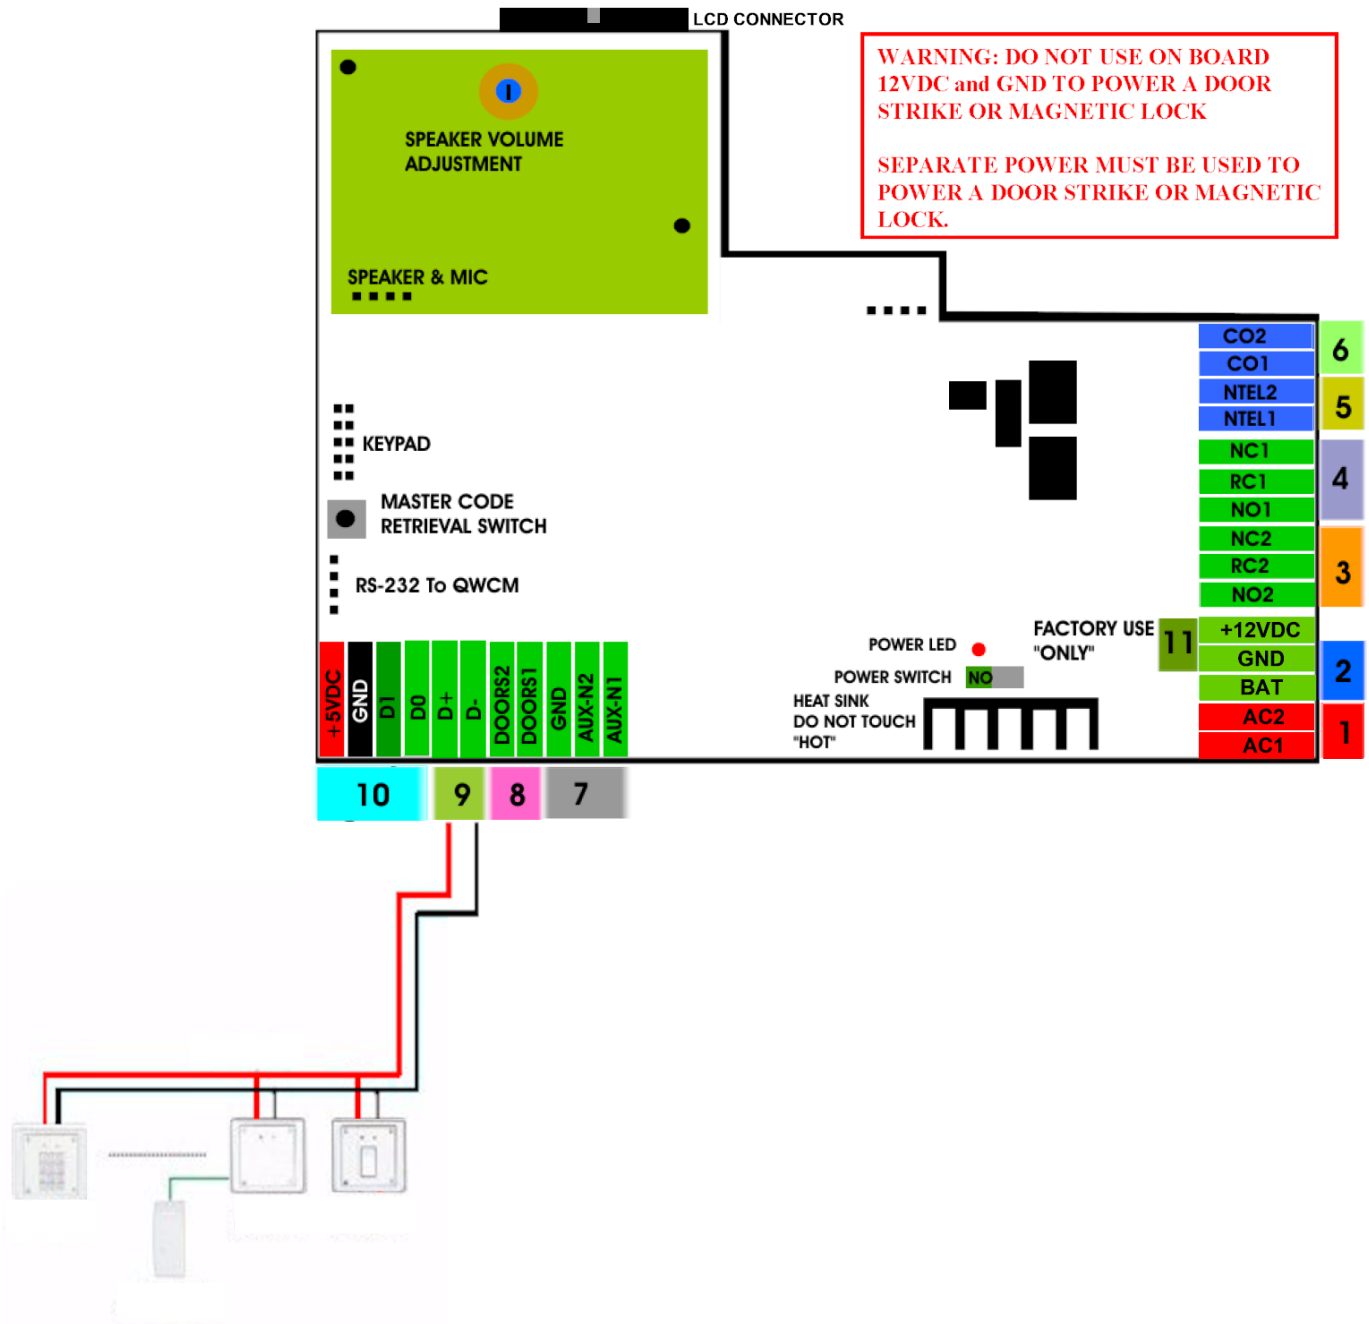 LCD CONNECTOR
WARNING: DO NOT USE ON BOARD
12VDC and GND TO POWER A DOOR
STRIKE OR MAGNETIC LOCK
SEPARATE POWER MUST BE USED TO
POWER A DOOR STRIKE OR MAGNETIC
LOCK.
SPEAKER VOLUME
ADJUSTMENT
SPEAKER & MIC
KEYPAD
MASTER CODE
RETRIEVAL SWITCH
RS-232 To QWCM
CO2
CO1
6
NTEL2
NTEL1
5
NC1
RC1
NO1
4
NC2
RC2
NO2
3
+12VDC
GND
BAT
11
2
AC2
AC1
1
FACTORY USE
"ONLY"
POWER LED
POWER SWITCH
NO
HEAT SINK
DO NOT TOUCH
"HOT"
+5VDC
GND
D1
D0
D+
D-
DOORS2
DOORS1
GND
AUX-N2
AUX-N1
10
9
8
7